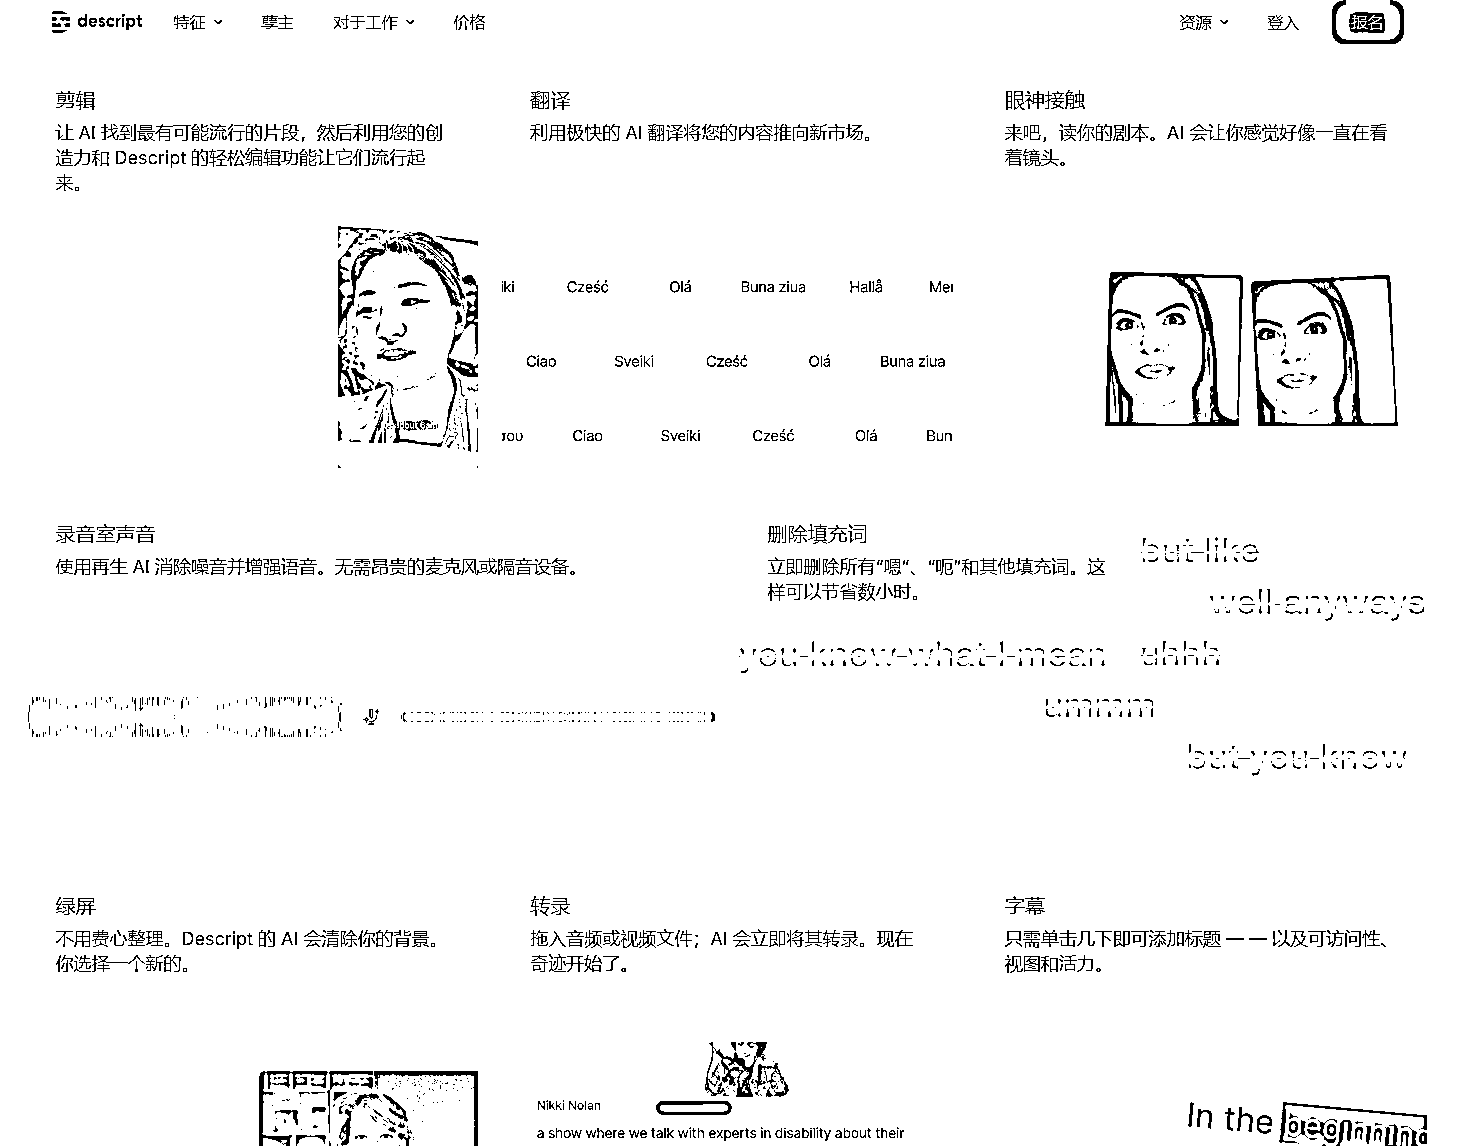 descript 特征 孽主 对于工作 价格 资源 登入 报名
剪辑
让 AI 找到最有可能流行的片段，然后利用您的创
造力和 Descript 的轻松编辑功能让它们流行起
来。
翻译
利用极快的 AI 翻译将您的内容推向新市场。
眼神接触
来吧，读你的剧本。AI 会让你感觉好像一直在看
着镜头。
iki Cześć Olá Buna ziua Hallå Mer
Ciao Sveiki Cześć Olá Buna ziua
του Ciao Sveiki Cześć Olá Bun
录音室声音
使用再生 AI 消除噪音并增强语音。无需昂贵的麦克风或隔音设备。
删除填充词
立即删除所有“嗯”、“呃”和其他填充词。这
样可以节省数小时。
but-like
well-anyways
you-know-what-I-mean uhhh
ummm
but-you-know
绿屏
不用费心整理。Descript 的 AI 会清除你的背景。
你选择一个新的。
转录
拖入音频或视频文件；AI 会立即将其转录。现在
奇迹开始了。
字幕
只需单击几下即可添加标题 — — 以及可访问性、
视图和活力。
Nikki Nolan
a show where we talk with experts in disability about their
In the beginning